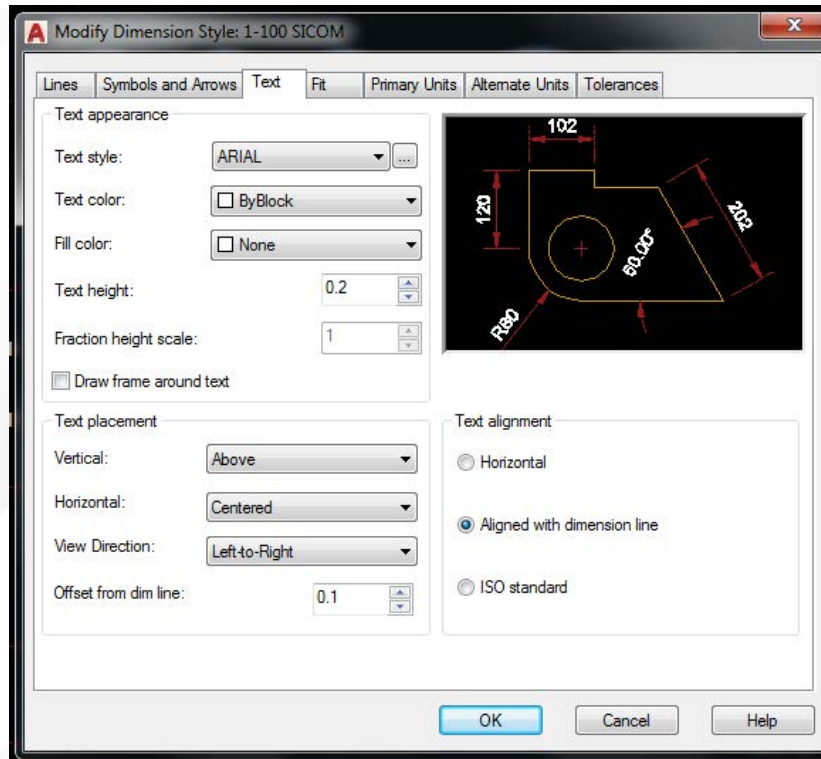 Modify Dimension Style: 1-100 SICOM
Lines
Symbols and Arrows
Text
Fit
Primary Units
Alternate Units
Tolerances
Text appearance
Text style:
ARIAL
...
Text color:
ByBlock
Fill color:
None
Text height:
0.2
Fraction height scale:
1
Draw frame around text
102
120
202
60.00°
R80
Text placement
Vertical:
Above
Horizontal:
Centered
View Direction:
Left-to-Right
Offset from dim line:
0.1
Text alignment
Horizontal
Aligned with dimension line
ISO standard
OK
Cancel
Help